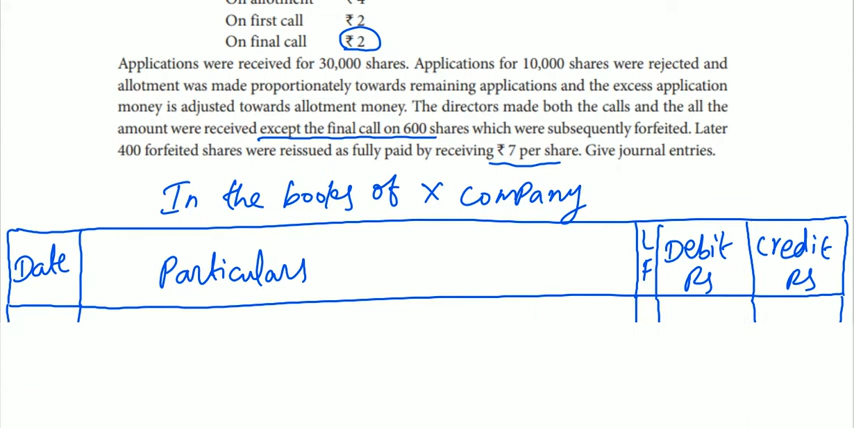 On allotment ₹ 4
On first call ₹ 2
On final call ₹ 2
Applications were received for 30,000 shares. Applications for 10,000 shares were rejected and
allotment was made proportionately towards remaining applications and the excess application
money is adjusted towards allotment money. The directors made both the calls and the all the
amount were received except the final call on 600 shares which were subsequently forfeited. Later
400 forfeited shares were reissued as fully paid by receiving ₹ 7 per share. Give journal entries.
In the books of X company
Date Particulars LF Debit Rs Credit Rs